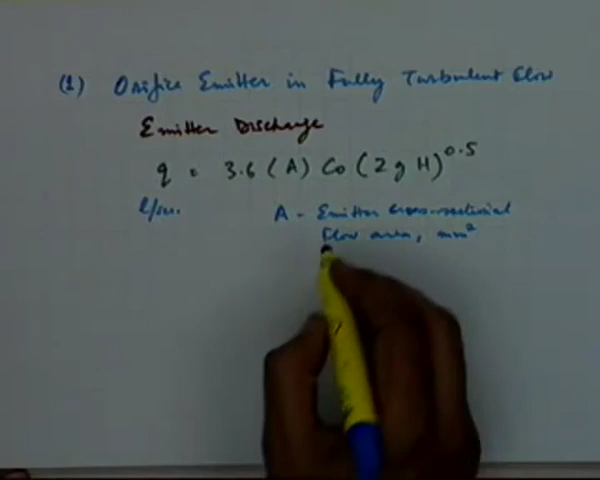 (1) Orifice Emitter in Fully Turbulent Flow
Emitter Discharge
q = 3.6 (A) Co (2 g H)^0.5
l/hr.
A - Emitter cross-sectional
flow area, mm²